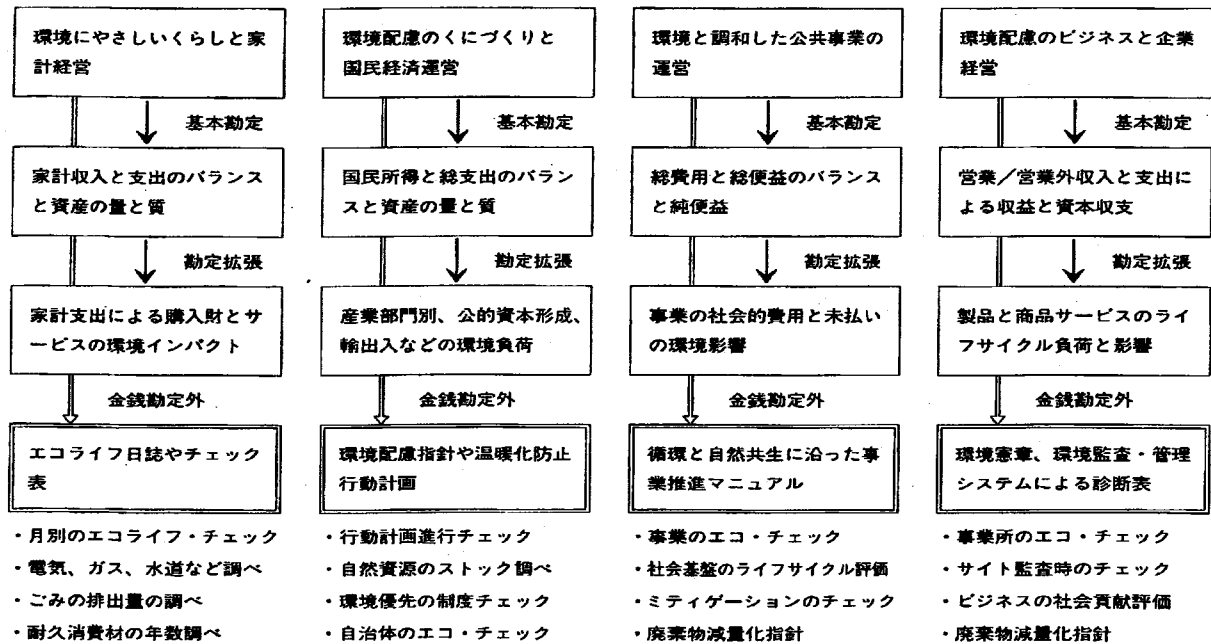 環境にやさしいくらしと家
計経営
基本勘定
家計収入と支出のバランス
と資産の量と質
勘定拡張
家計支出による購入財とサ
ービスの環境インパクト
金銭勘定外
エコライフ日誌やチェック
表
・月別のエコライフ・チェック
・電気、ガス、水道など調べ
・ごみの排出量の調べ
・耐久消費材の年数調べ
環境配慮のくにづくりと
国民経済運営
基本勘定
国民所得と総支出のバラン
スと資産の量と質
勘定拡張
産業部門別、公的資本形成、
輸出入などの環境負荷
金銭勘定外
環境配慮指針や温暖化防止
行動計画
・行動計画進行チェック
・自然資源のストック調べ
・環境優先の制度チェック
・自治体のエコ・チェック
環境と調和した公共事業の
運営
基本勘定
総費用と総便益のバランス
と純便益
勘定拡張
事業の社会的費用と未払い
の環境影響
金銭勘定外
循環と自然共生に沿った事
業推進マニュアル
・事業のエコ・チェック
・社会基盤のライフサイクル評価
・ミティゲーションのチェック
・廃棄物減量化指針
環境配慮のビジネスと企業
経営
基本勘定
営業／営業外収入と支出に
よる収益と資本収支
勘定拡張
製品と商品サービスのライ
フサイクル負荷と影響
金銭勘定外
環境憲章、環境監査・管理
システムによる診断表
・事業所のエコ・チェック
・サイト監査時のチェック
・ビジネスの社会貢献評価
・廃棄物減量化指針